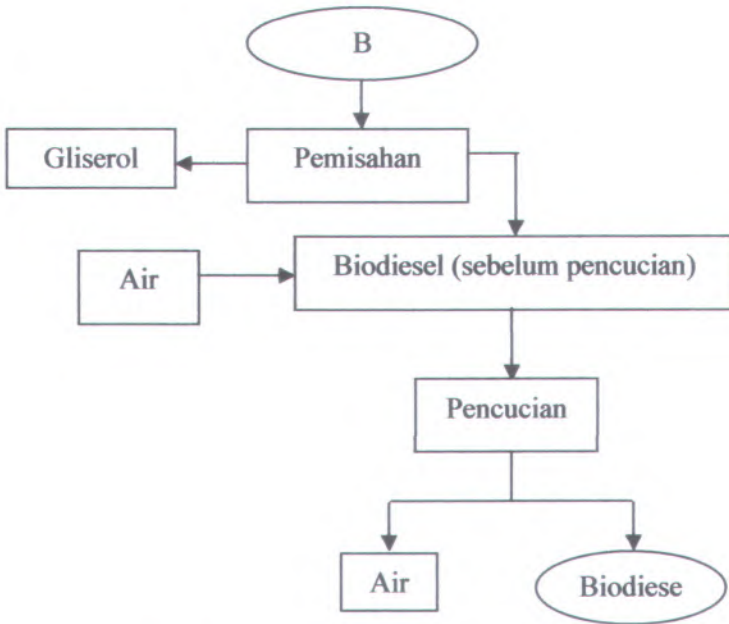 B
Gliserol
Pemisahan
Air
Biodiesel (sebelum pencucian)
Pencucian
Air
Biodiese